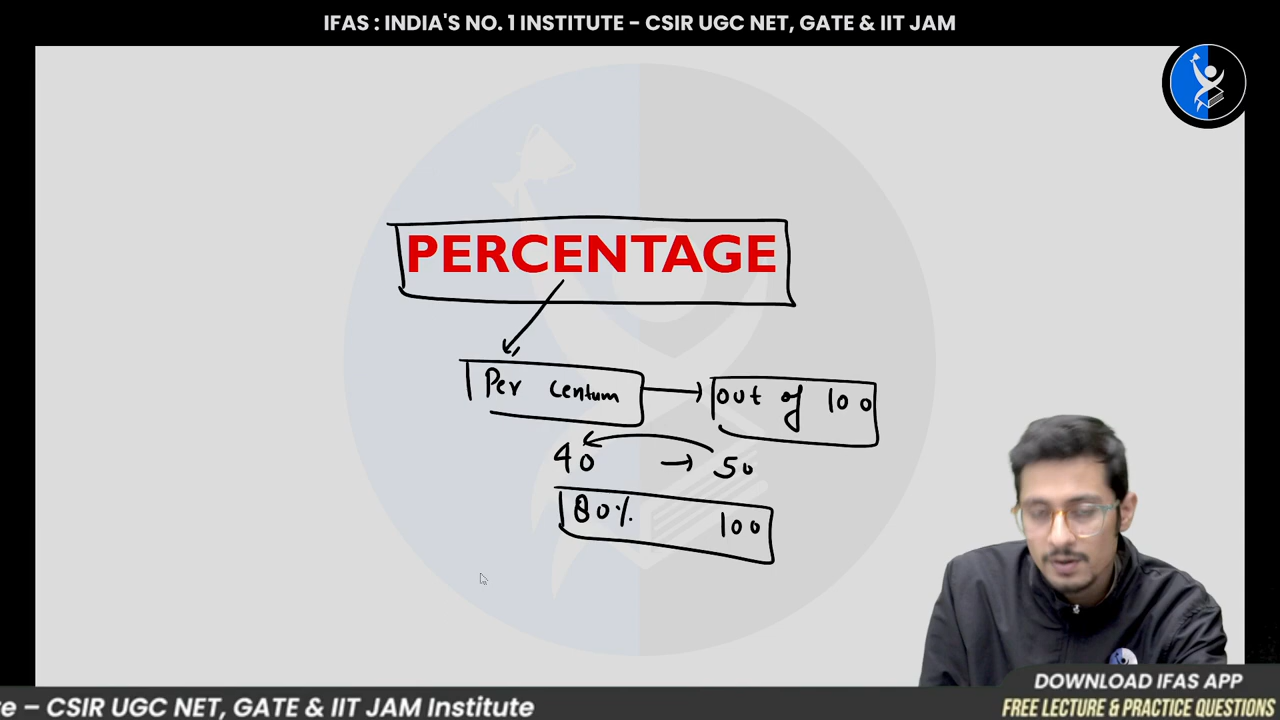 IFAS : INDIA'S NO. 1 INSTITUTE – CSIR UGC NET, GATE & IIT JAM
PERCENTAGE
Per centum → out of 100
40 → 50
80% 100
DOWNLOAD IFAS APP
e – CSIR UGC NET, GATE & IIT JAM Institute
FREE LECTURE & PRACTICE QUESTIONS